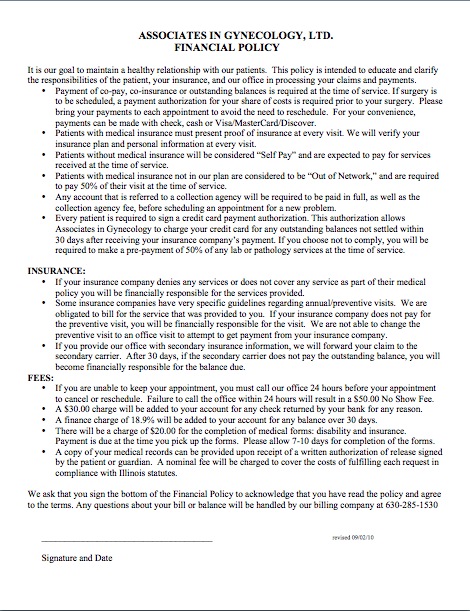 ASSOCIATES IN GYNECOLOGY, LTD.
FINANCIAL POLICY
It is our goal to maintain a healthy relationship with our patients. This policy is intended to educate and clarify
the responsibilities of the patient, your insurance, and our office in processing your claims and payments.
• Payment of co-pay, co-insurance or outstanding balances is required at the time of service. If surgery is
to be scheduled, a payment authorization for your share of costs is required prior to your surgery. Please
bring your payments to each appointment to avoid the need to reschedule. For your convenience,
payments can be made with check, cash or Visa/MasterCard/Discover.
• Patients with medical insurance must present proof of insurance at every visit. We will verify your
insurance plan and personal information at every visit.
• Patients without medical insurance will be considered “Self Pay” and are expected to pay for services
received at the time of service.
• Patients with medical insurance not in our plan are considered to be “Out of Network,” and are required
to pay 50% of their visit at the time of service.
• Any account that is referred to a collection agency will be required to be paid in full, as well as the
collection agency fee, before scheduling an appointment for a new problem.
• Every patient is required to sign a credit card payment authorization. This authorization allows
Associates in Gynecology to charge your credit card for any outstanding balances not settled within
30 days after receiving your insurance company’s payment. If you choose not to comply, you will be
required to make a pre-payment of 50% of any lab or pathology services at the time of service.
INSURANCE:
• If your insurance company denies any services or does not cover any service as part of their medical
policy you will be financially responsible for the services provided.
• Some insurance companies have very specific guidelines regarding annual/preventive visits. We are
obligated to bill for the service that was provided to you. If your insurance company does not pay for
the preventive visit, you will be financially responsible for the visit. We are not able to change the
preventive visit to an office visit to attempt to get payment from your insurance company.
• If you provide our office with secondary insurance information, we will forward your claim to the
secondary carrier. After 30 days, if the secondary carrier does not pay the outstanding balance, you will
become financially responsible for the balance due.
FEES:
• If you are unable to keep your appointment, you must call our office 24 hours before your appointment
to cancel or reschedule. Failure to call the office within 24 hours will result in a $50.00 No Show Fee.
• A $30.00 charge will be added to your account for any check returned by your bank for any reason.
• A finance charge of 18.9% will be added to your account for any balance over 30 days.
• There will be a charge of $20.00 for the completion of medical forms: disability and insurance.
Payment is due at the time you pick up the forms. Please allow 7-10 days for completion of the forms.
• A copy of your medical records can be provided upon receipt of a written authorization of release signed
by the patient or guardian. A nominal fee will be charged to cover the costs of fulfilling each request in
compliance with Illinois statutes.
We ask that you sign the bottom of the Financial Policy to acknowledge that you have read the policy and agree
to the terms. Any questions about your bill or balance will be handled by our billing company at 630-285-1530
revised 09/02/10
Signature and Date